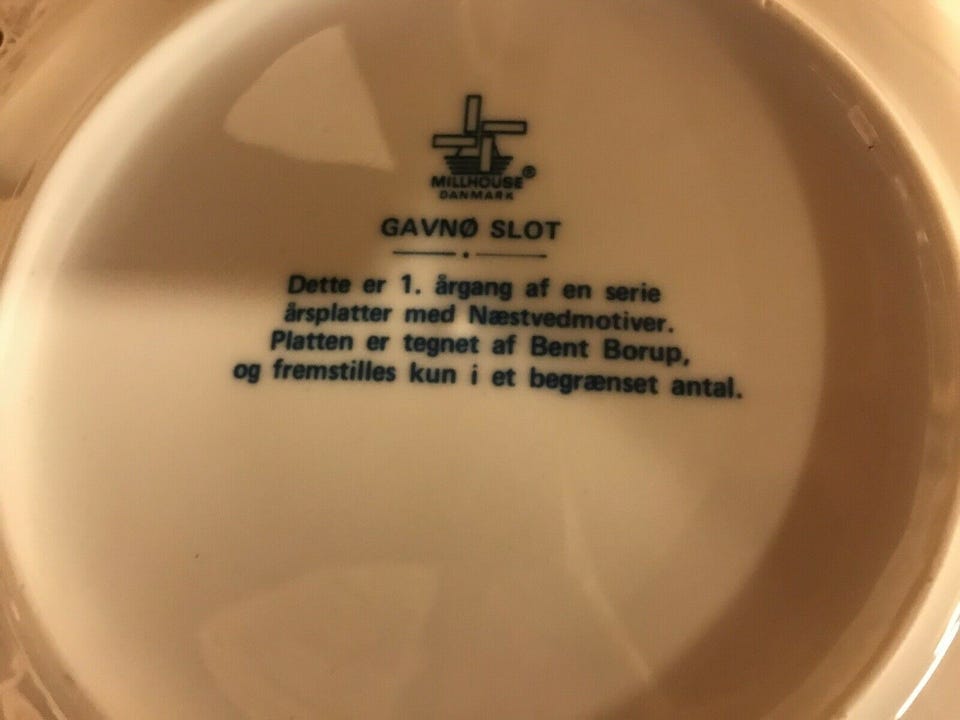 MILLHOUSE®
DANMARK
GAVNØ SLOT
Dette er 1. årgang af en serie
årsplatter med Næstvedmotiver.
Platten er tegnet af Bent Borup,
og fremstilles kun i et begrænset antal.